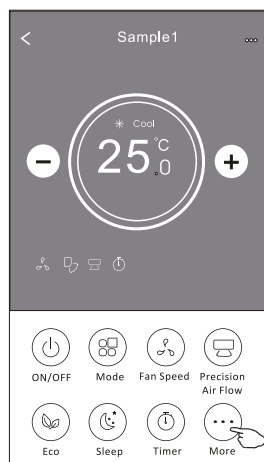 Sample1
Cool
25.0°C
ON/OFF Mode Fan Speed Precision Air Flow
Eco Sleep Timer More